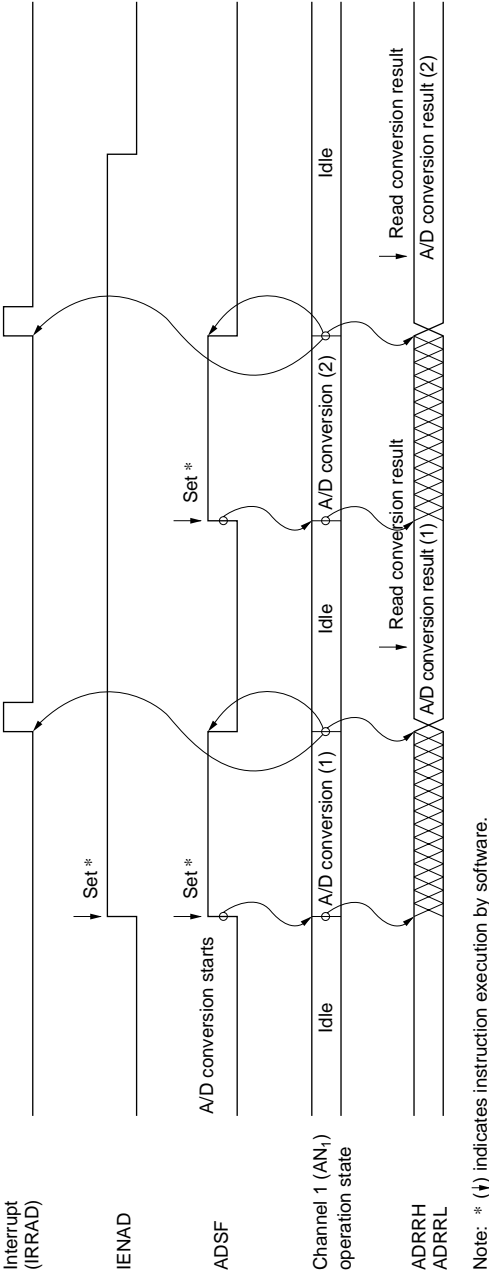 Interrupt
(IRRAD)
IENAD
Set *
ADSF
A/D conversion starts
Set *
Set *
Channel 1 (AN₁)
operation state
Idle
A/D conversion (1)
Idle
A/D conversion (2)
Idle
Read conversion result
Read conversion result
ADRRH
ADRRL
A/D conversion result (1)
A/D conversion result (2)
Note: * (↓) indicates instruction execution by software.